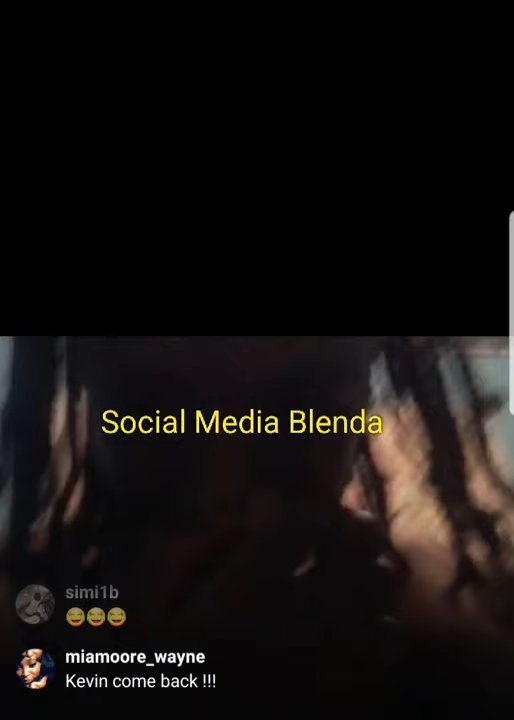 Social Media Blenda
simi1b
😂😂😂
miamoore_wayne
Kevin come back !!!